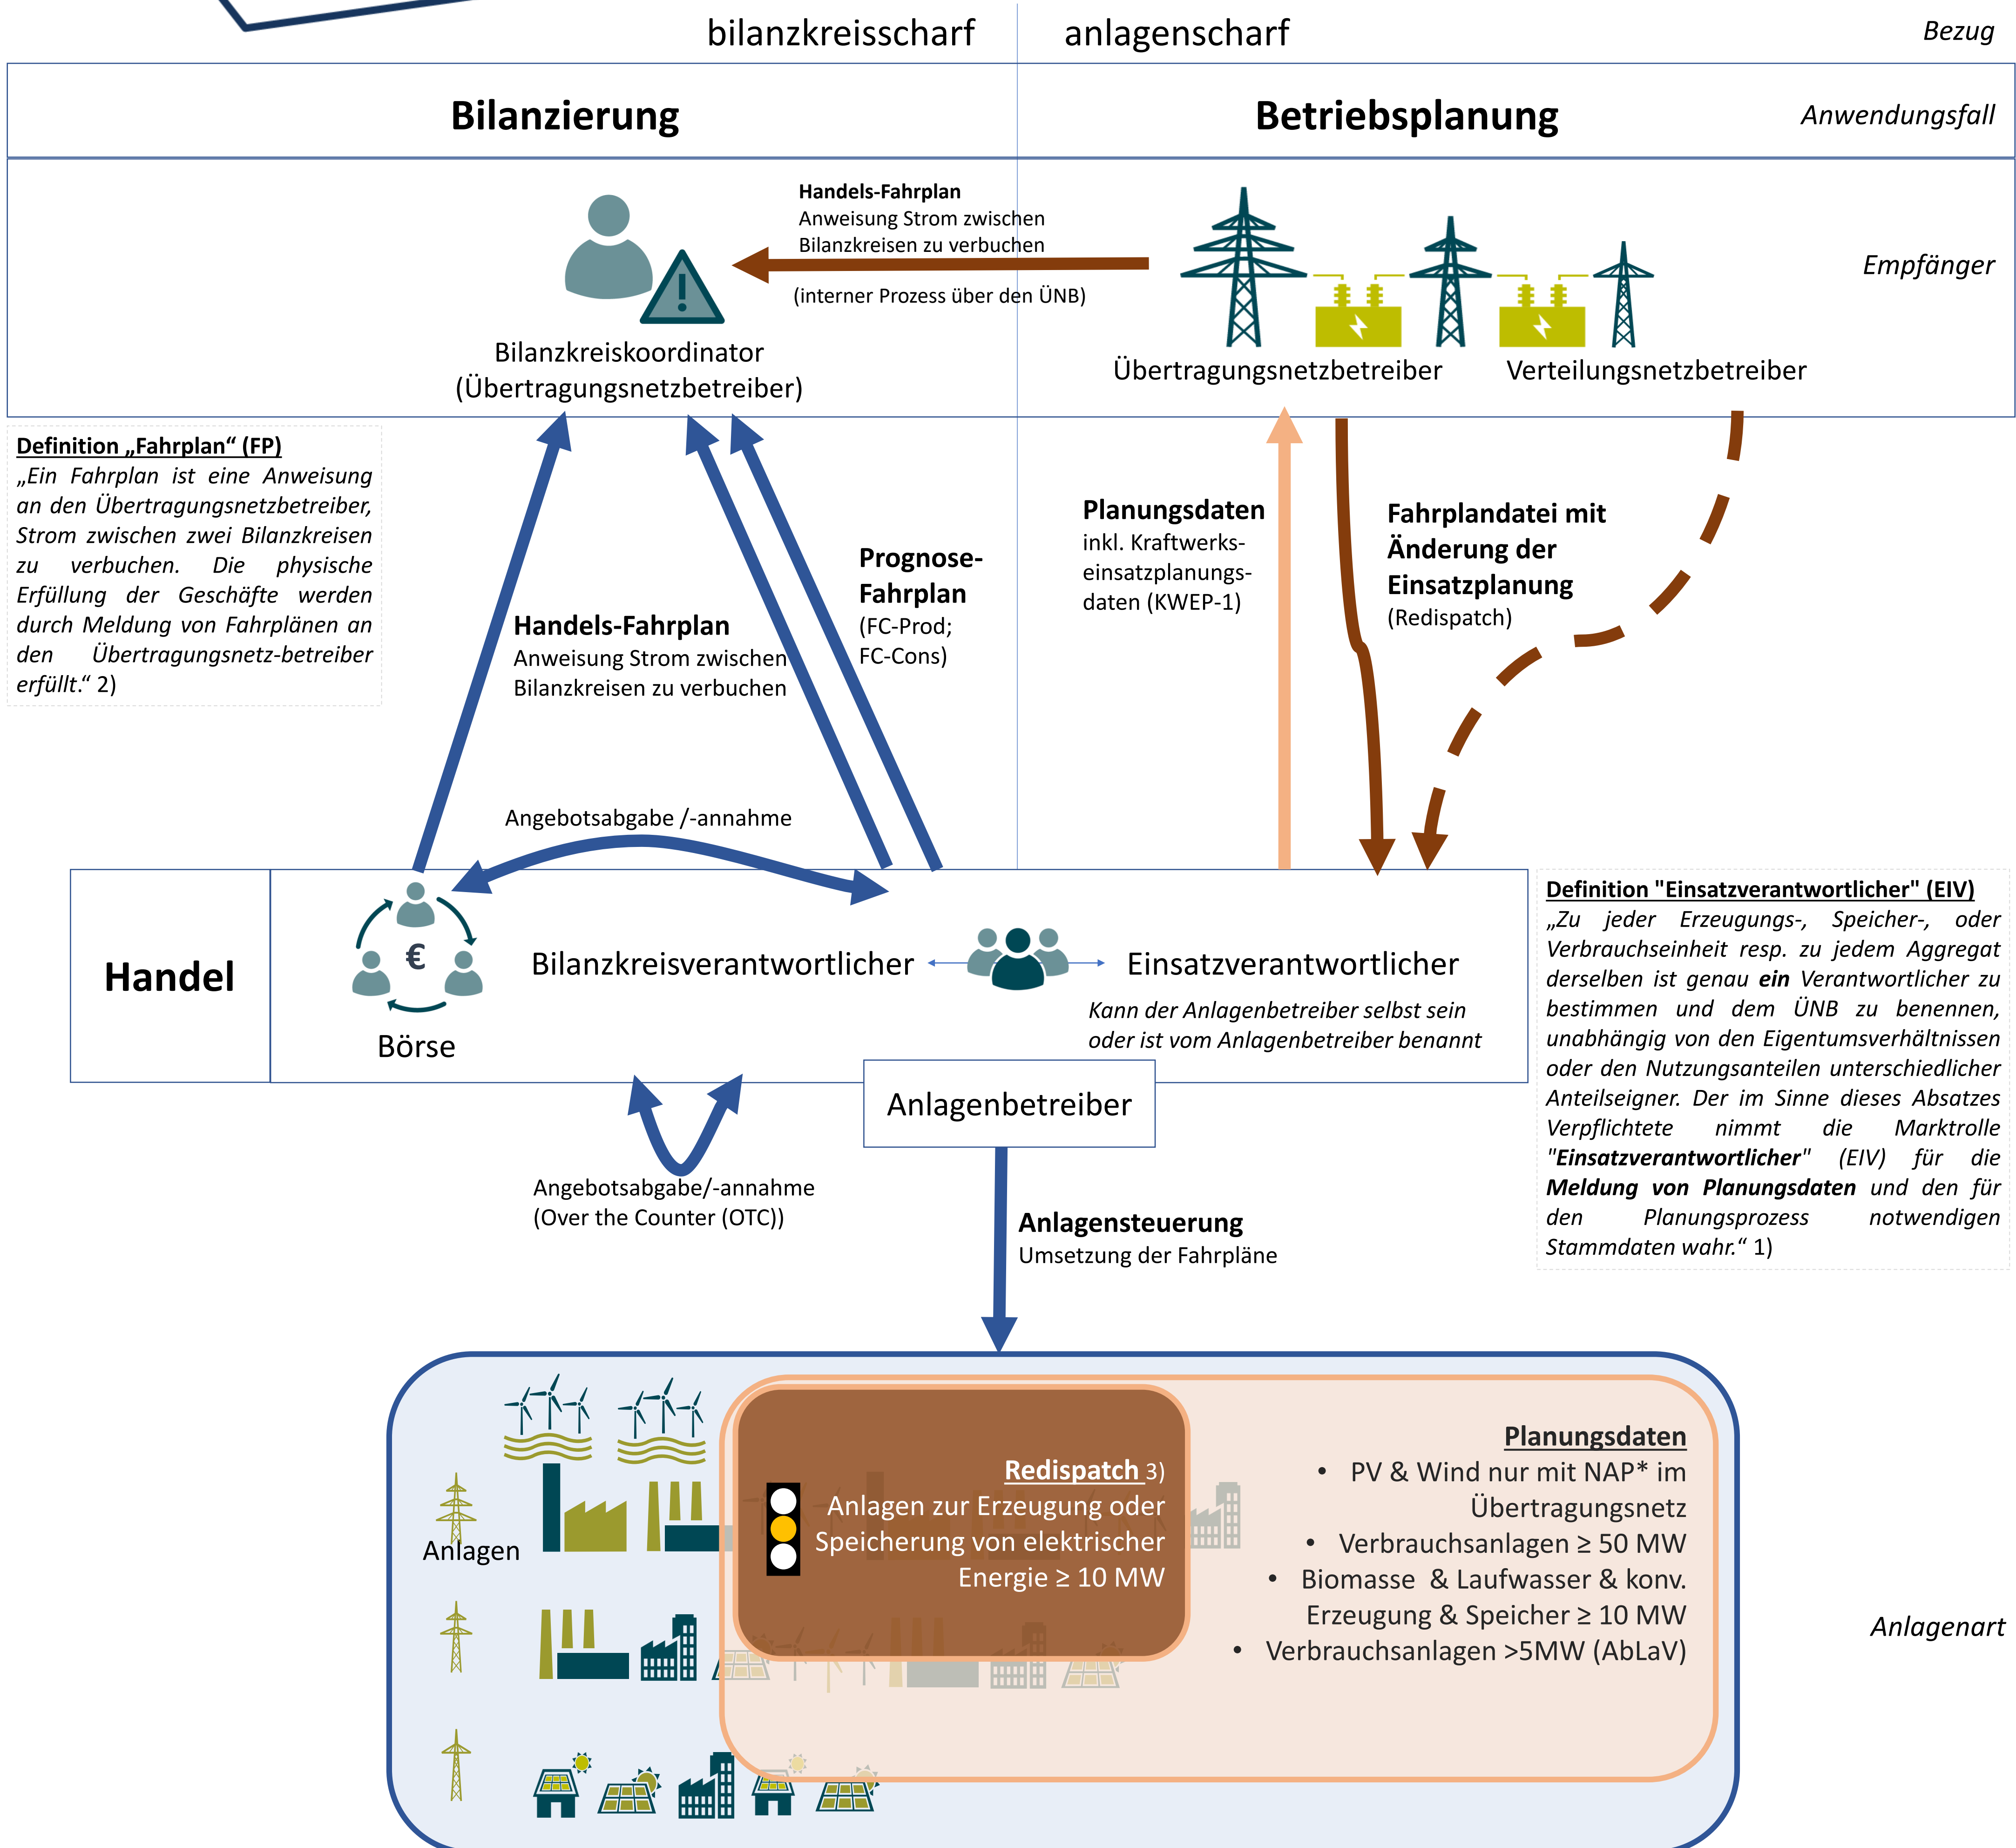 bilanzkreisscharf
anlagenscharf
Bezug
Bilanzierung
Betriebsplanung
Anwendungsfall
Handels-Fahrplan
Anweisung Strom zwischen
Bilanzkreisen zu verbuchen
(interner Prozess über den ÜNB)
Empfänger
Bilanzkreiskoordinator
(Übertragungsnetzbetreiber)
Übertragungsnetzbetreiber
Verteilungsnetzbetreiber
Definition „Fahrplan“ (FP)
„Ein Fahrplan ist eine Anweisung
an den Übertragungsnetzbetreiber,
Strom zwischen zwei Bilanzkreisen
zu verbuchen. Die physische
Erfüllung der Geschäfte werden
durch Meldung von Fahrplänen an
den Übertragungsnetz-betreiber
erfüllt.“ 2)
Handels-Fahrplan
Anweisung Strom zwischen
Bilanzkreisen zu verbuchen
Prognose-
Fahrplan
(FC-Prod;
FC-Cons)
Planungsdaten
inkl. Kraftwerks-
einsatzplanungs-
daten (KWEP-1)
Fahrplandatei mit
Änderung der
Einsatzplanung
(Redispatch)
Angebotsabgabe /-annahme
Handel
€
Börse
Bilanzkreisverantwortlicher
Einsatzverantwortlicher
Kann der Anlagenbetreiber selbst sein
oder ist vom Anlagenbetreiber benannt
Anlagenbetreiber
Definition "Einsatzverantwortlicher" (EIV)
„Zu jeder Erzeugungs-, Speicher-, oder
Verbrauchseinheit resp. zu jedem Aggregat
derselben ist genau ein Verantwortlicher zu
bestimmen und dem ÜNB zu benennen,
unabhängig von den Eigentumsverhältnissen
oder den Nutzungsanteilen unterschiedlicher
Anteilseigner. Der im Sinne dieses Absatzes
Verpflichtete nimmt die Marktrolle
"Einsatzverantwortlicher" (EIV) für die
Meldung von Planungsdaten und den für
den Planungsprozess notwendigen
Stammdaten wahr.“ 1)
Angebotsabgabe/-annahme
(Over the Counter (OTC))
Anlagensteuerung
Umsetzung der Fahrpläne
Anlagen
Redispatch 3)
Anlagen zur Erzeugung oder
Speicherung von elektrischer
Energie ≥ 10 MW
Planungsdaten
• PV & Wind nur mit NAP* im
Übertragungsnetz
• Verbrauchsanlagen ≥ 50 MW
• Biomasse & Laufwasser & konv.
Erzeugung & Speicher ≥ 10 MW
• Verbrauchsanlagen >5MW (AbLaV)
Anlagenart